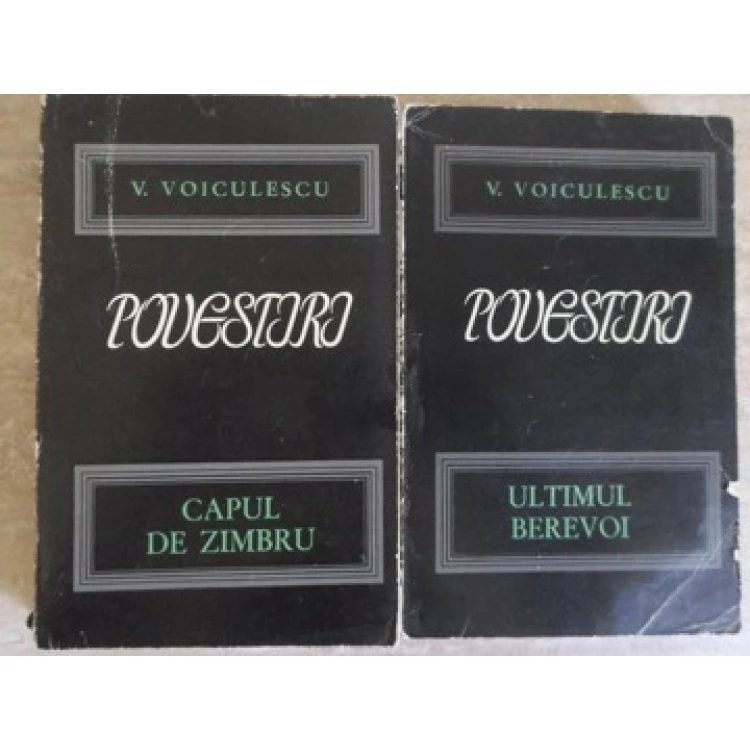 V. VOICULESCU
POVESTIRI
CAPUL
DE ZIMBRU
V. VOICULESCU
POVESTIRI
ULTIMUL
BEREVOI